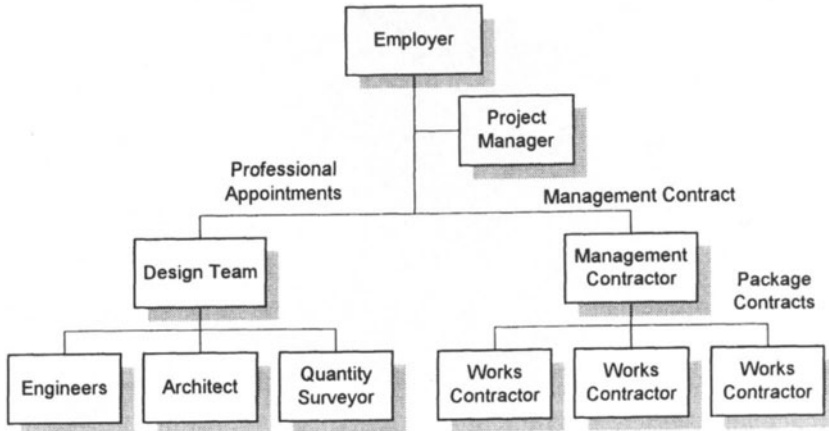 Employer
Project
Manager
Professional
Appointments
Management Contract
Design Team
Management
Contractor
Package
Contracts
Engineers
Architect
Quantity
Surveyor
Works
Contractor
Works
Contractor
Works
Contractor